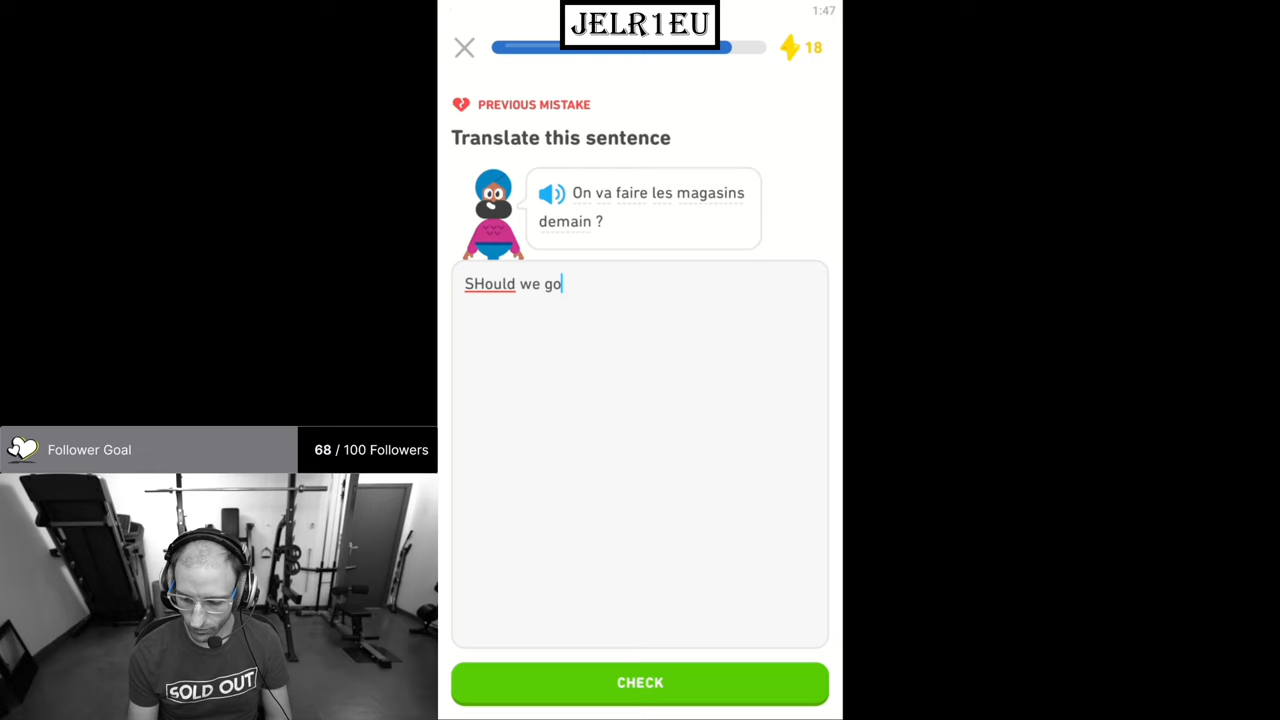 JELR1EU
1:47
18
PREVIOUS MISTAKE
Translate this sentence
On va faire les magasins
demain ?
SHould we go
CHECK
Follower Goal
68 / 100 Followers
SOLD OUT